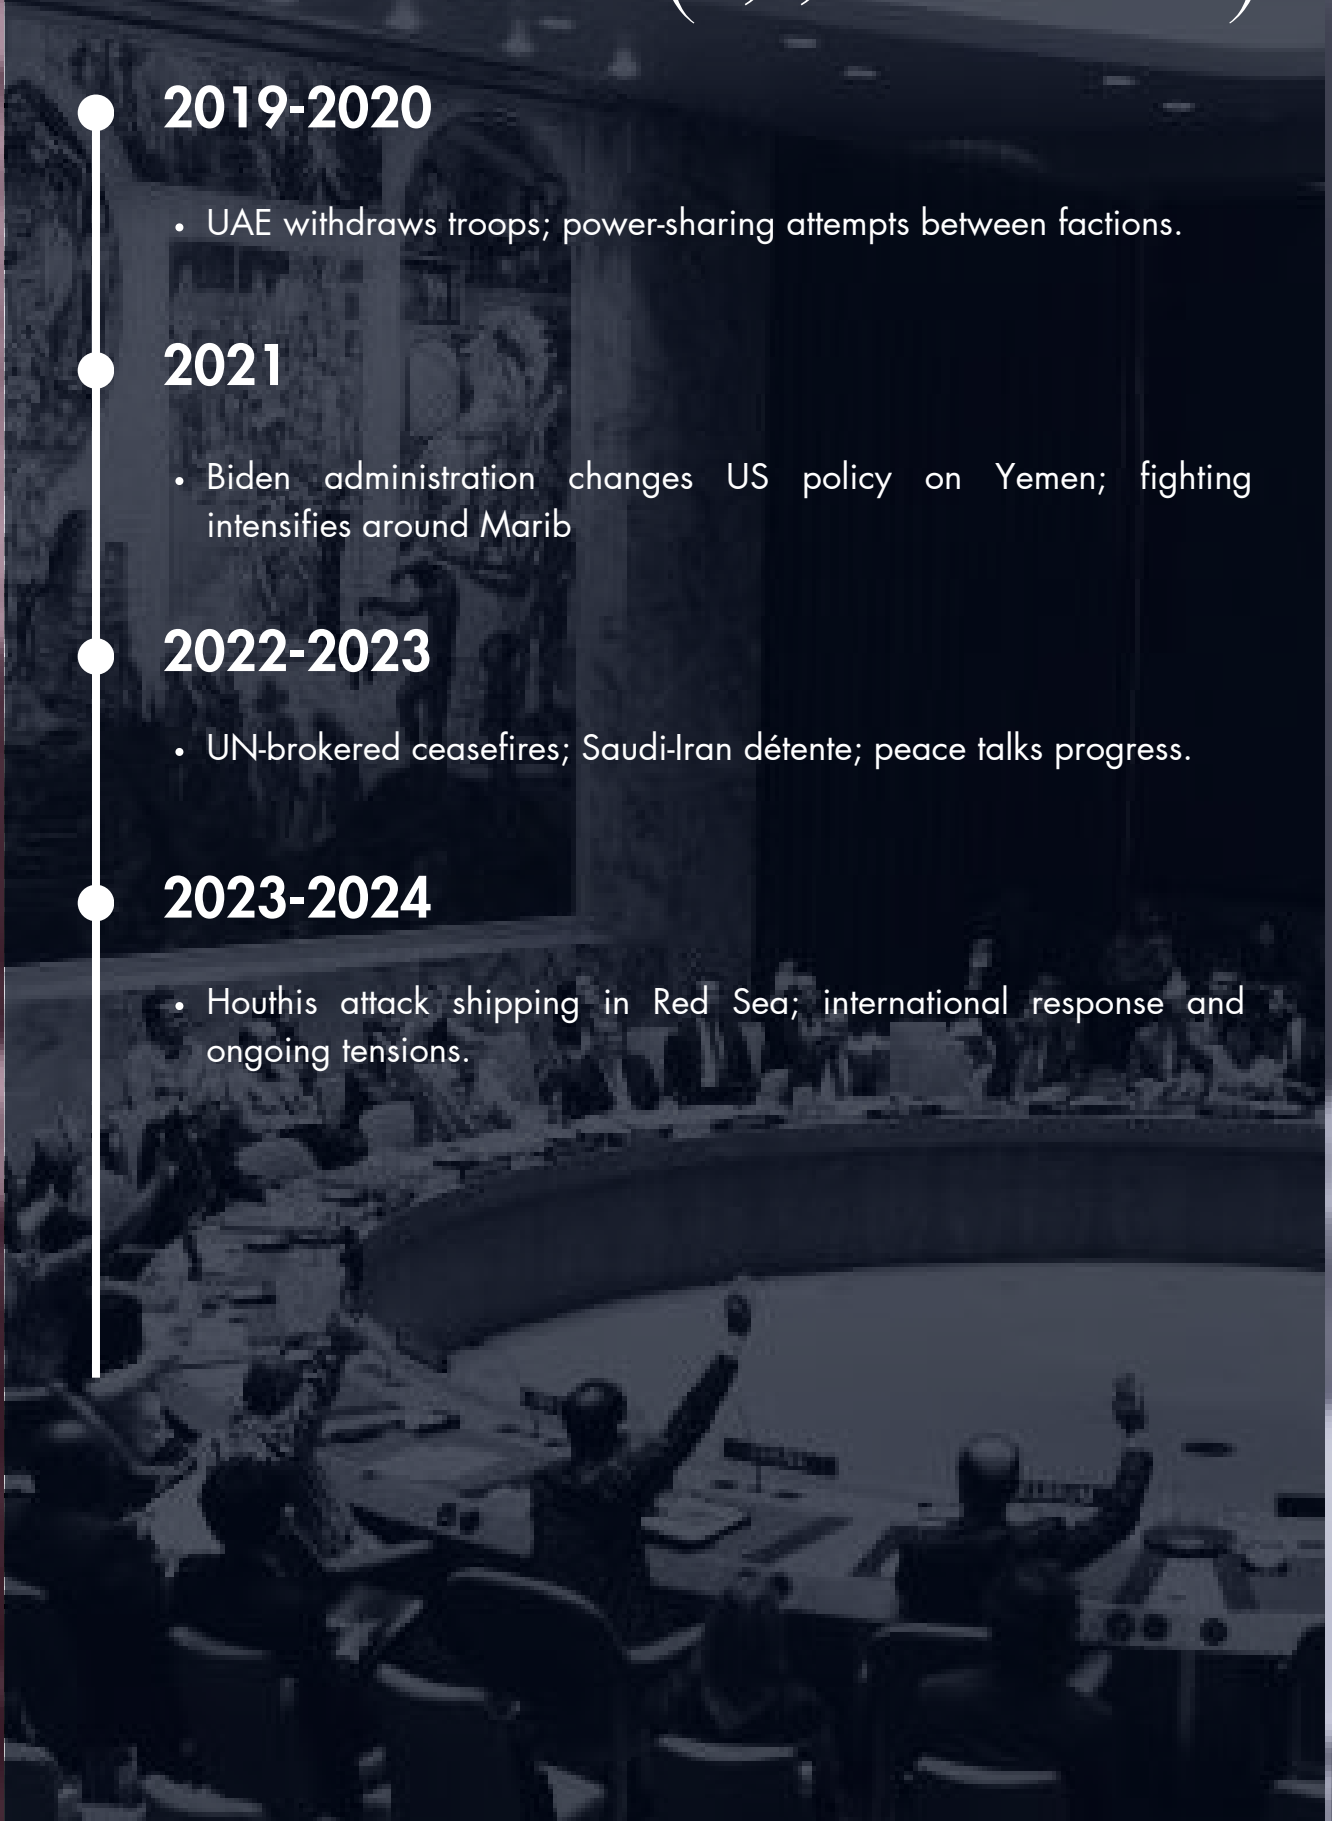 2019-2020
• UAE withdraws troops; power-sharing attempts between factions.
2021
• Biden administration changes US policy on Yemen; fighting
intensifies around Marib
2022-2023
• UN-brokered ceasefires; Saudi-Iran détente; peace talks progress.
2023-2024
• Houthis attack shipping in Red Sea; international response and
ongoing tensions.